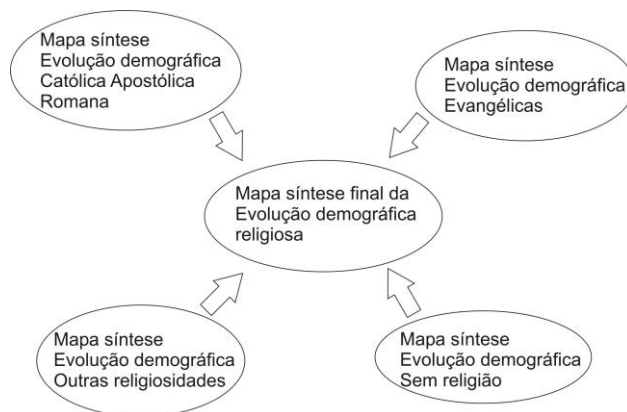 Mapa síntese
Evolução demográfica
Católica Apostólica
Romana
Mapa síntese
Evolução demográfica
Evangélicas
Mapa síntese final da
Evolução demográfica
religiosa
Mapa síntese
Evolução demográfica
Outras religiosidades
Mapa síntese
Evolução demográfica
Sem religião